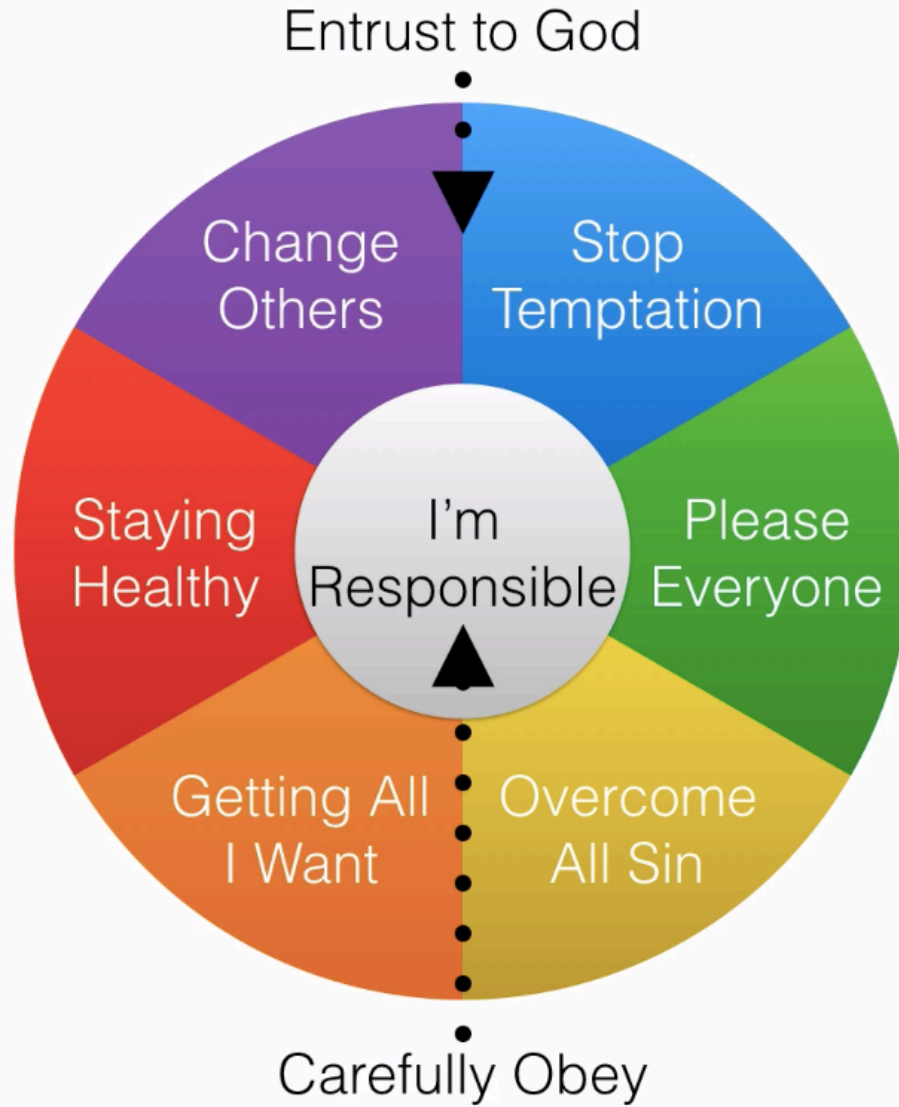 Entrust to God
Change
Others
Stop
Temptation
Staying
Healthy
I'm
Responsible
Please
Everyone
Getting All
I Want
Overcome
All Sin
Carefully Obey